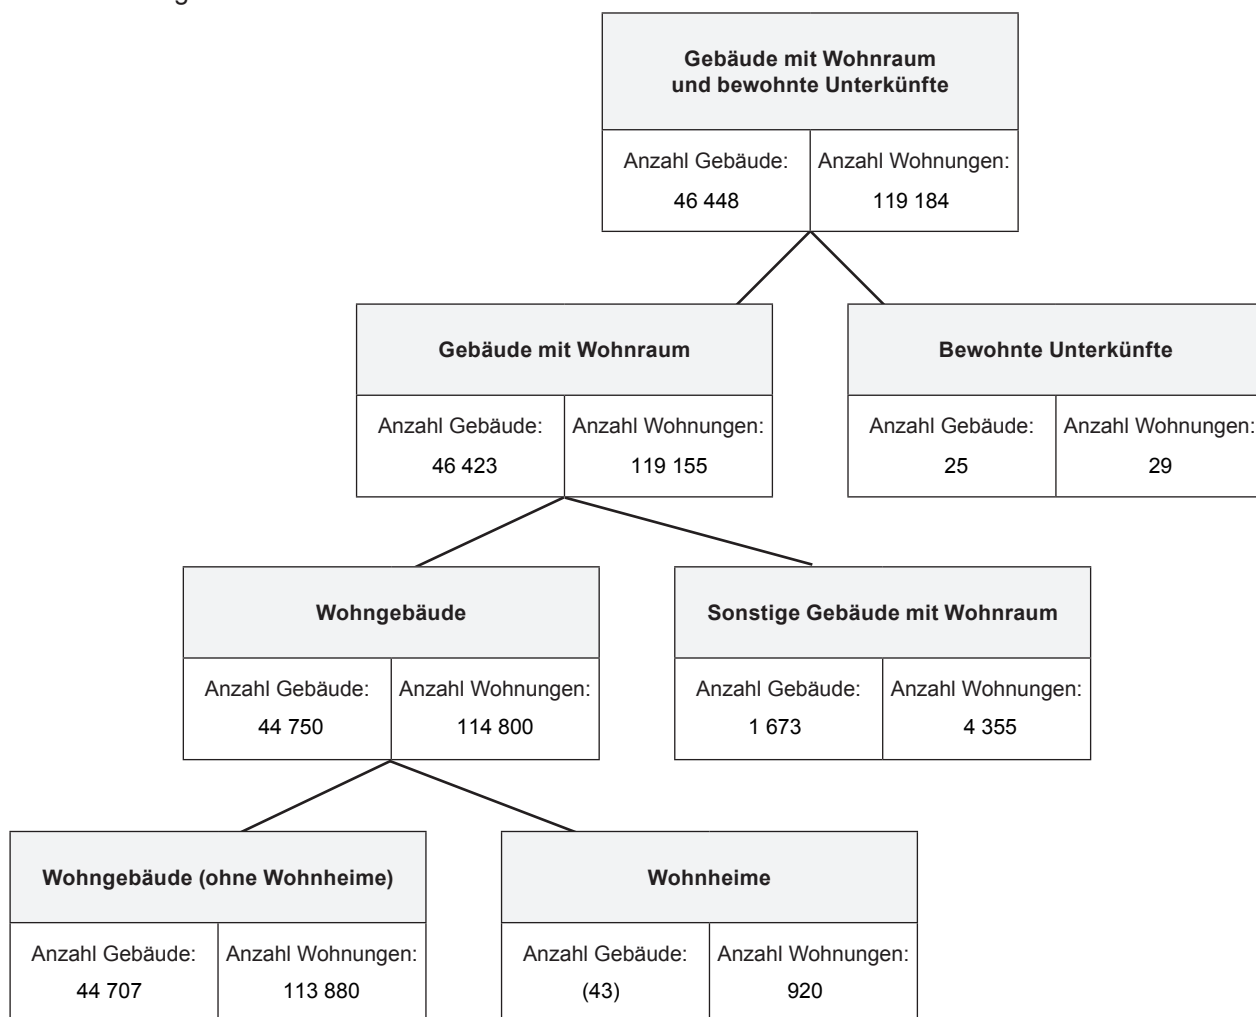 Gebäude mit Wohnraum
und bewohnte Unterkünfte
Anzahl Gebäude: Anzahl Wohnungen:
46 448 119 184
Gebäude mit Wohnraum
Anzahl Gebäude: Anzahl Wohnungen:
46 423 119 155
Bewohnte Unterkünfte
Anzahl Gebäude: Anzahl Wohnungen:
25 29
Wohngebäude
Anzahl Gebäude: Anzahl Wohnungen:
44 750 114 800
Sonstige Gebäude mit Wohnraum
Anzahl Gebäude: Anzahl Wohnungen:
1 673 4 355
Wohngebäude (ohne Wohnheime)
Anzahl Gebäude: Anzahl Wohnungen:
44 707 113 880
Wohnheime
Anzahl Gebäude: Anzahl Wohnungen:
(43) 920